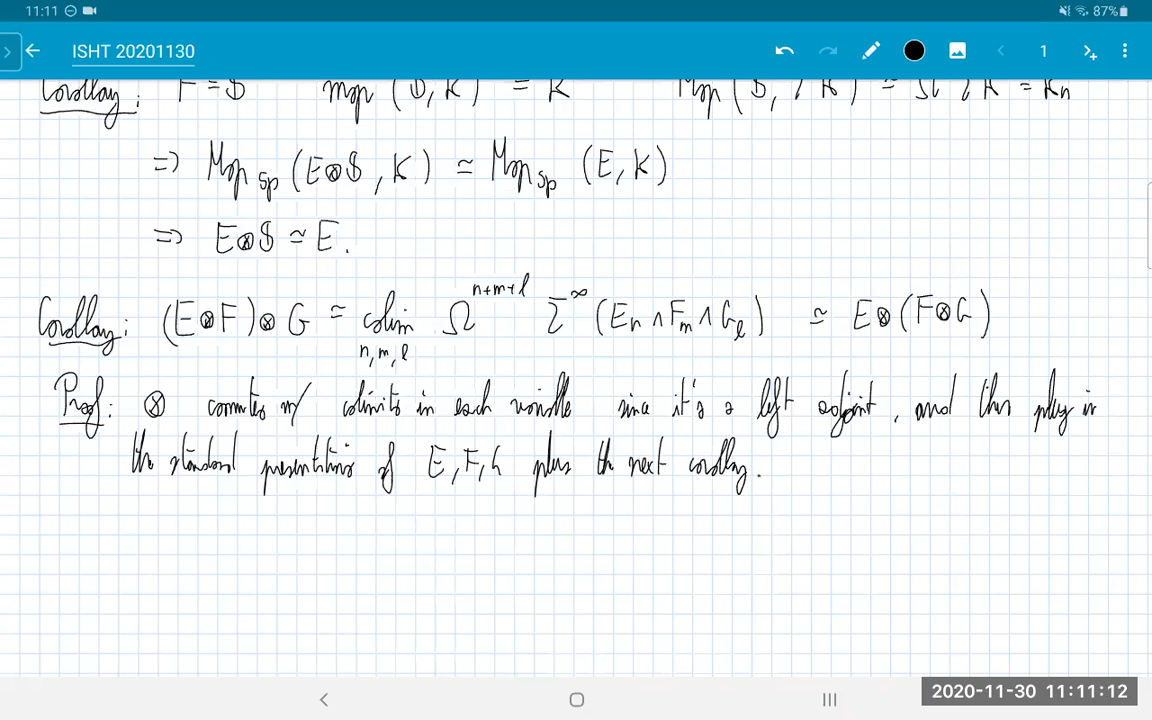 11:11 87%
ISHT 20201130 1
Corollary: F = $ map ($, K) = K
=> Map_Sp (E⊗$, K) ≃ Map_Sp (E, K)
=> E⊗$ ≃ E.
Corollary: (E⊗F)⊗G ≃ colim_{n,m,l} Ω^{n+m+l} Σ^∞ (E_n ∧ F_m ∧ G_l) ≃ E⊗(F⊗G)
Proof: ⊗ commutes w/ colimits in each variable since it's a left adjoint, and then plug in
the standard presentations of E, F, G plus the next corollary.
2020-11-30 11:11:12